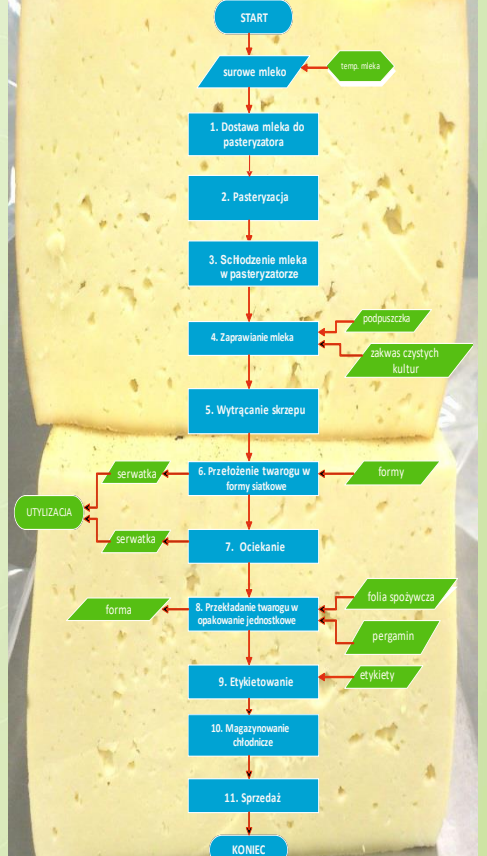 START
surowe mleko
temp. mleka
1. Dostawa mleka do
pasteryzatora
2. Pasteryzacja
3. Schłodzenie mleka
w pasteryzatorze
4. Zaprawianie mleka
podpuszczka
zakwas czystych
kultur
5. Wytrącanie skrzepu
serwatka
6. Przełożenie twarogu w
formy siatkowe
formy
UTYLIZACJA
serwatka
7. Ociekanie
forma
8. Przekładanie twarogu w
opakowanie jednostkowe
folia spożywcza
pergamin
9. Etykietowanie
etykiety
10. Magazynowanie
chłodnicze
11. Sprzedaż
KONIEC